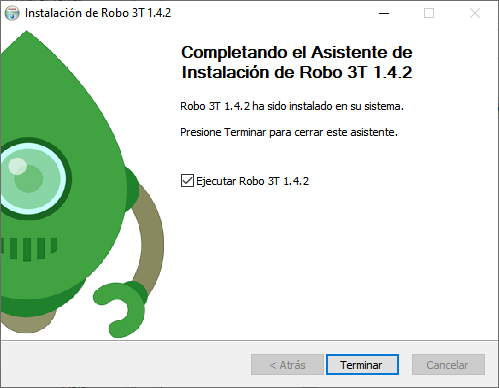 Instalación de Robo 3T 1.4.2
Completando el Asistente de
Instalación de Robo 3T 1.4.2
Robo 3T 1.4.2 ha sido instalado en su sistema.
Presione Terminar para cerrar este asistente.
Ejecutar Robo 3T 1.4.2
< Atrás
Terminar
Cancelar